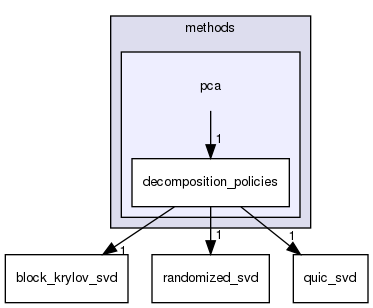 methods
pca
1
decomposition_policies
1
1
1
block_krylov_svd
randomized_svd
quic_svd